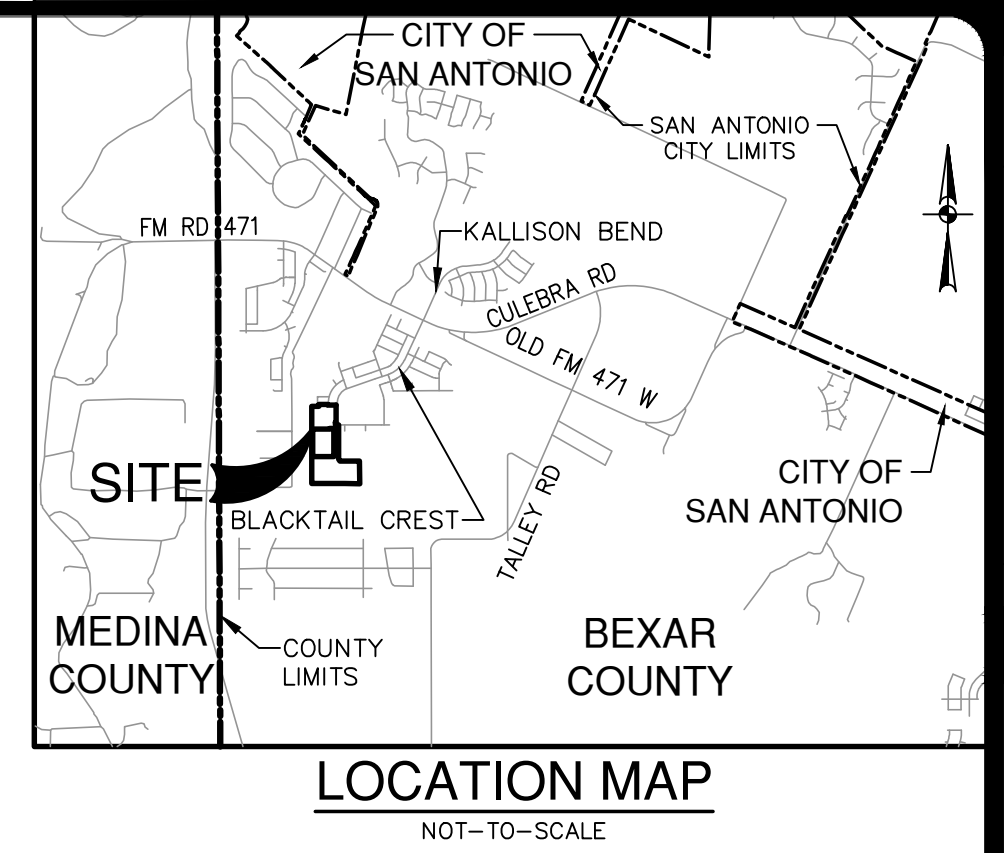 CITY OF
SAN ANTONIO
SAN ANTONIO
CITY LIMITS
FM RD 471
KALLISON BEND
CULEBRA RD
OLD FM 471 W
SITE
CITY OF
SAN ANTONIO
BLACKTAIL CREST
TALLEY RD
MEDINA
COUNTY
COUNTY
LIMITS
BEXAR
COUNTY
LOCATION MAP
NOT-TO-SCALE